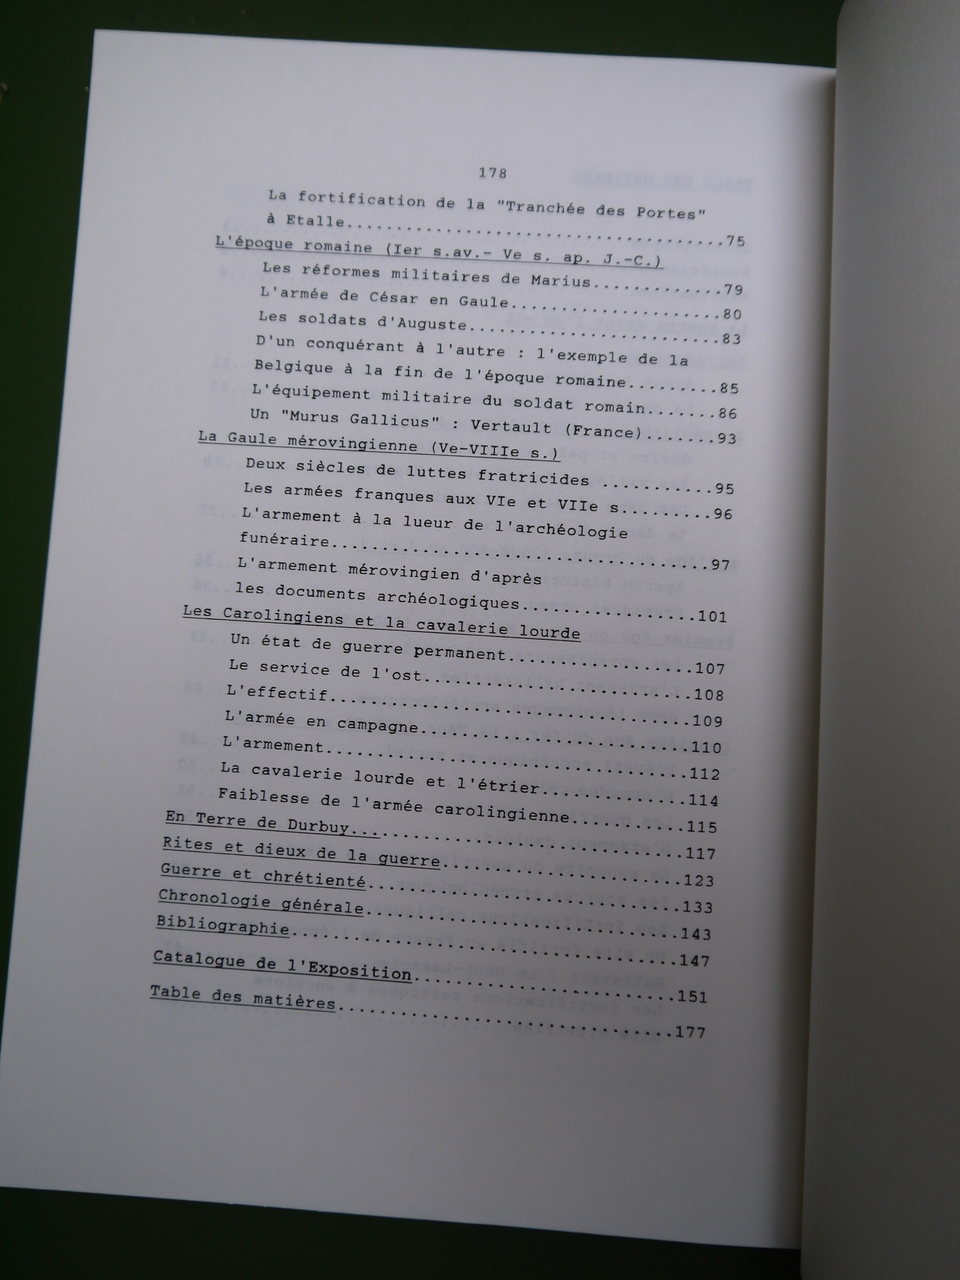 178
La fortification de la "Tranchée des Portes"
à Etalle.....................................75
L'époque romaine (Ier s.av.- Ve s. ap. J.-C.)
Les réformes militaires de Marius............79
L'armée de César en Gaule....................80
Les soldats d'Auguste........................83
D'un conquérant à l'autre : l'exemple de la
Belgique à la fin de l'époque romaine........85
L'équipement militaire du soldat romain......86
Un "Murus Gallicus" : Vertault (France)......93
La Gaule mérovingienne (Ve-VIIIe s.)
Deux siècles de luttes fratricides ..........95
Les armées franques aux VIe et VIIe s........96
L'armement à la lueur de l'archéologie
funéraire....................................97
L'armement mérovingien d'après
les documents archéologiques................101
Les Carolingiens et la cavalerie lourde
Un état de guerre permanent.................107
Le service de l'ost.........................108
L'effectif..................................109
L'armée en campagne.........................110
L'armement..................................112
La cavalerie lourde et l'étrier.............114
Faiblesse de l'armée carolingienne..........115
En Terre de Durbuy...............................117
Rites et dieux de la guerre......................123
Guerre et chrétienté.............................133
Chronologie générale.............................143
Bibliographie....................................147
Catalogue de l'Exposition........................151
Table des matières...............................177